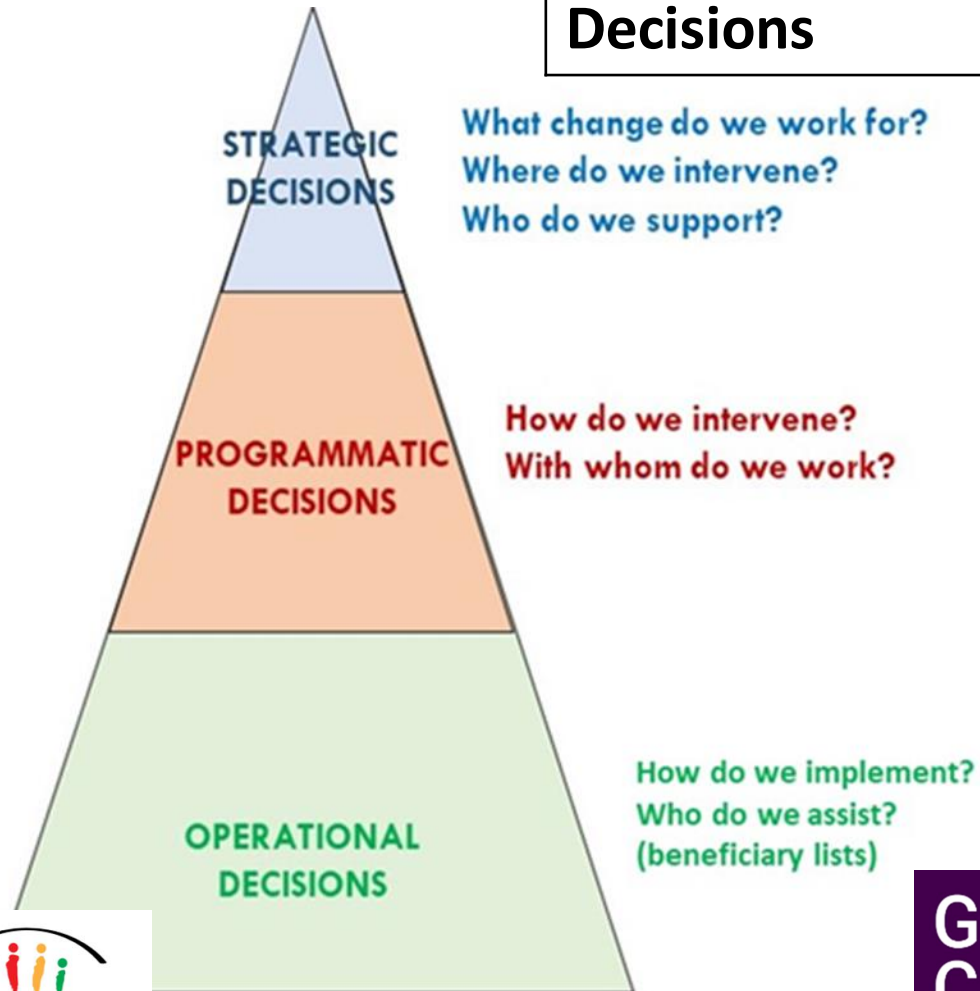 Decisions
STRATEGIC
DECISIONS
What change do we work for?
Where do we intervene?
Who do we support?
PROGRAMMATIC
DECISIONS
How do we intervene?
With whom do we work?
OPERATIONAL
DECISIONS
How do we implement?
Who do we assist?
(beneficiary lists)
G